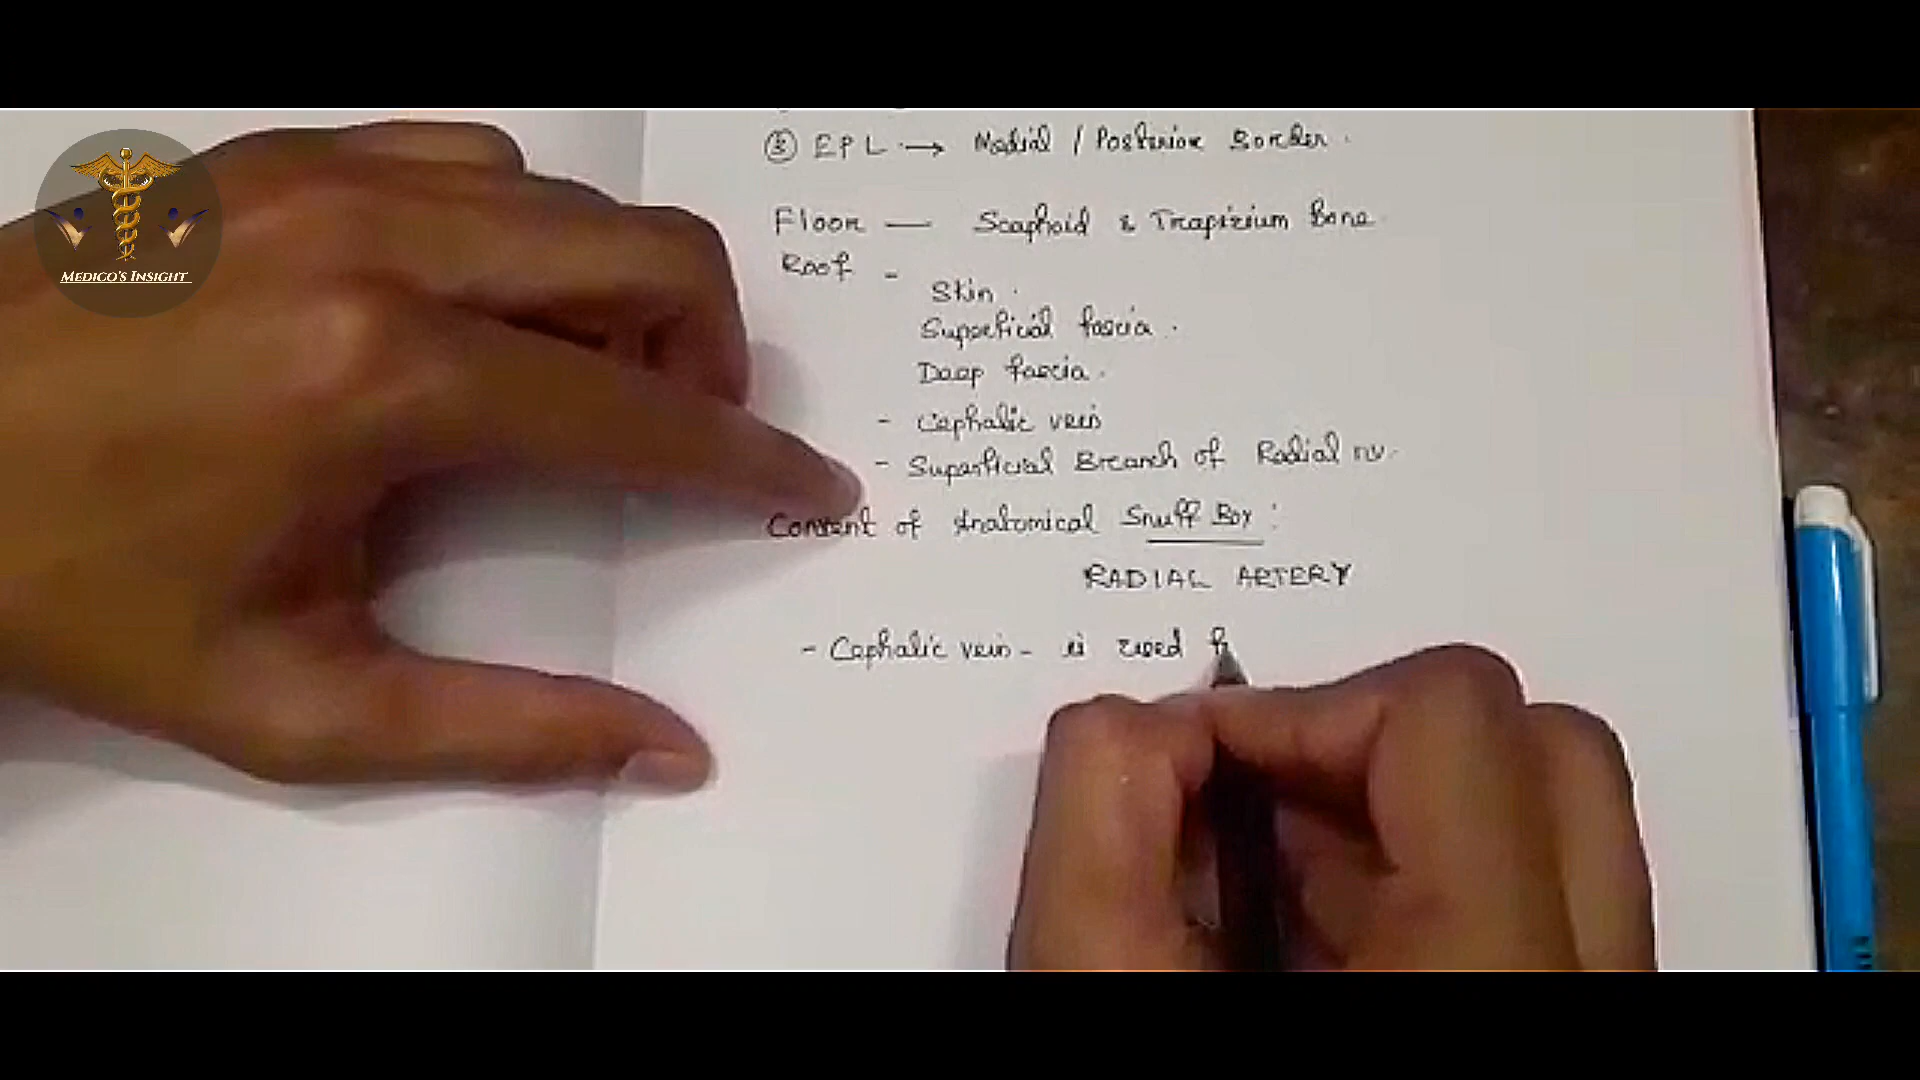 MEDICO'S INSIGHT
③ EPL → Medial / Posterior Border.
Floor — Scaphoid & Trapizium Bone.
Roof -
Skin.
Superficial fascia.
Deep fascia.
- Cephalic vein
- Superficial Branch of Radial nv.
Content of Anatomical Snuff Box :
RADIAL ARTERY
- Cephalic vein - is used f